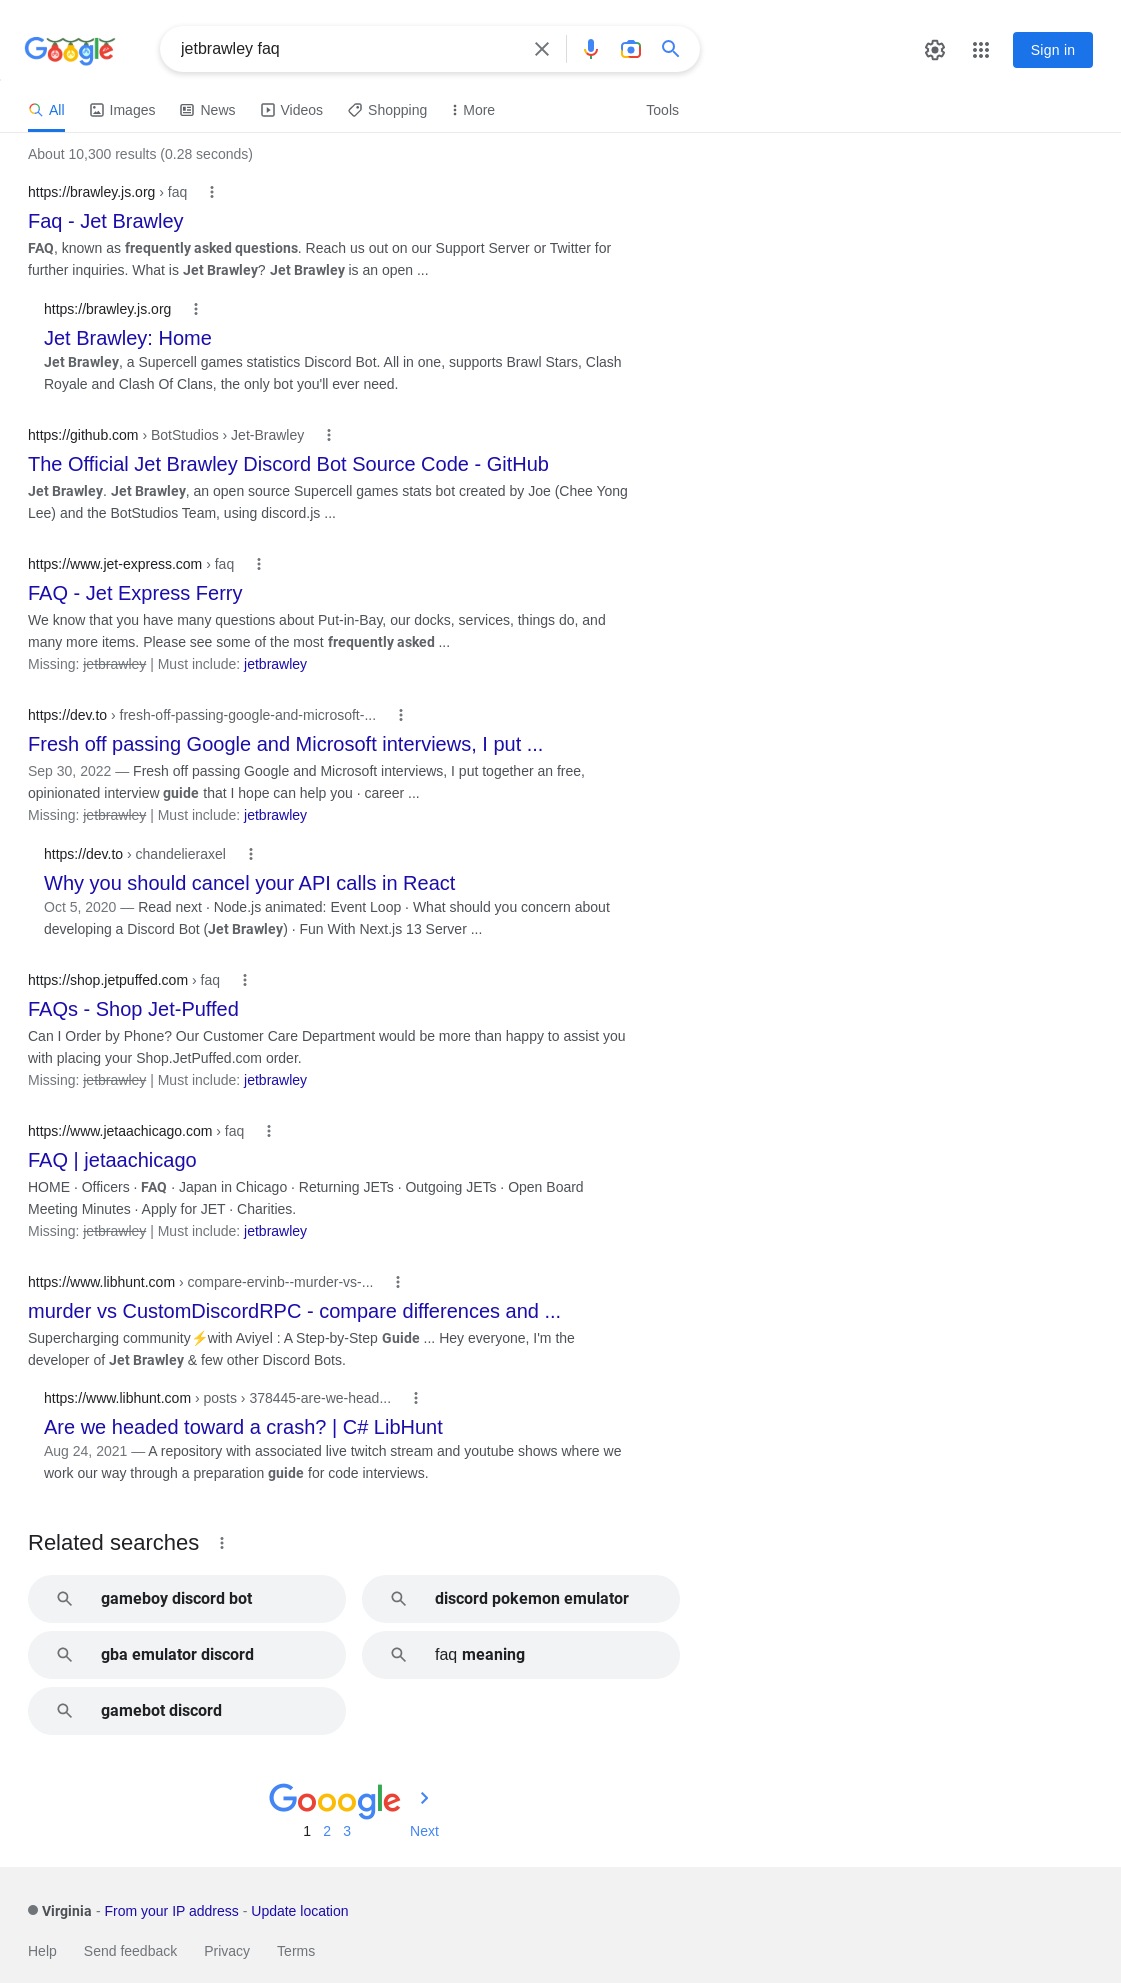 Google
jetbrawley faq
Sign in
All Images News Videos Shopping More Tools
About 10,300 results (0.28 seconds)
https://brawley.js.org › faq
Faq - Jet Brawley
FAQ, known as frequently asked questions. Reach us out on our Support Server or Twitter for
further inquiries. What is Jet Brawley? Jet Brawley is an open ...
https://brawley.js.org
Jet Brawley: Home
Jet Brawley, a Supercell games statistics Discord Bot. All in one, supports Brawl Stars, Clash
Royale and Clash Of Clans, the only bot you'll ever need.
https://github.com › BotStudios › Jet-Brawley
The Official Jet Brawley Discord Bot Source Code - GitHub
Jet Brawley. Jet Brawley, an open source Supercell games stats bot created by Joe (Chee Yong
Lee) and the BotStudios Team, using discord.js ...
https://www.jet-express.com › faq
FAQ - Jet Express Ferry
We know that you have many questions about Put-in-Bay, our docks, services, things do, and
many more items. Please see some of the most frequently asked ...
Missing: jetbrawley | Must include: jetbrawley
https://dev.to › fresh-off-passing-google-and-microsoft-...
Fresh off passing Google and Microsoft interviews, I put ...
Sep 30, 2022 — Fresh off passing Google and Microsoft interviews, I put together an free,
opinionated interview guide that I hope can help you · career ...
Missing: jetbrawley | Must include: jetbrawley
https://dev.to › chandelieraxel
Why you should cancel your API calls in React
Oct 5, 2020 — Read next · Node.js animated: Event Loop · What should you concern about
developing a Discord Bot (Jet Brawley) · Fun With Next.js 13 Server ...
https://shop.jetpuffed.com › faq
FAQs - Shop Jet-Puffed
Can I Order by Phone? Our Customer Care Department would be more than happy to assist you
with placing your Shop.JetPuffed.com order.
Missing: jetbrawley | Must include: jetbrawley
https://www.jetaachicago.com › faq
FAQ | jetaachicago
HOME · Officers · FAQ · Japan in Chicago · Returning JETs · Outgoing JETs · Open Board
Meeting Minutes · Apply for JET · Charities.
Missing: jetbrawley | Must include: jetbrawley
https://www.libhunt.com › compare-ervinb--murder-vs-...
murder vs CustomDiscordRPC - compare differences and ...
Supercharging community⚡with Aviyel : A Step-by-Step Guide ... Hey everyone, I'm the
developer of Jet Brawley & few other Discord Bots.
https://www.libhunt.com › posts › 378445-are-we-head...
Are we headed toward a crash? | C# LibHunt
Aug 24, 2021 — A repository with associated live twitch stream and youtube shows where we
work our way through a preparation guide for code interviews.
Related searches
gameboy discord bot
discord pokemon emulator
gba emulator discord
faq meaning
gamebot discord
Gooogle
1 2 3 Next
Virginia - From your IP address - Update location
Help Send feedback Privacy Terms